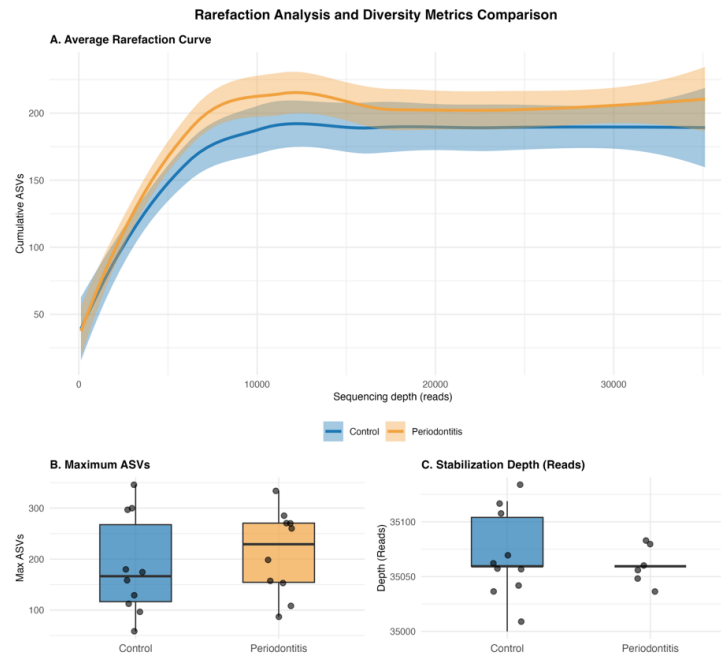 Rarefaction Analysis and Diversity Metrics Comparison
A. Average Rarefaction Curve
Cumulative ASVs
200
150
100
50
0 10000 20000 30000
Sequencing depth (reads)
Control Periodontitis
B. Maximum ASVs
Max ASVs
300
200
100
Control Periodontitis
C. Stabilization Depth (Reads)
Depth (Reads)
35100
35050
35000
Control Periodontitis